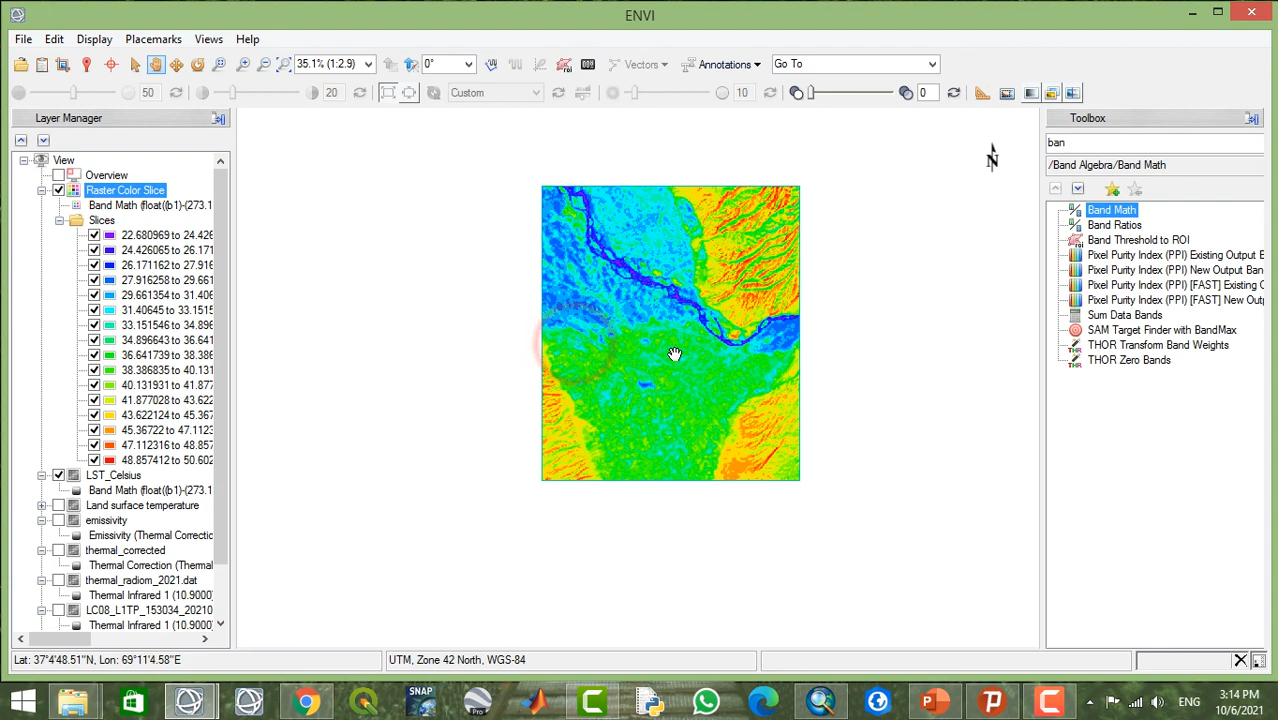 ENVI
File Edit Display Placemarks Views Help
35.1% (1:2.9) 0° Vectors Annotations Go To
50 20 Custom 10 0
Layer Manager
View
Overview
Raster Color Slice
Band Math (float((b1)-(273.1
Slices
22.680969 to 24.426
24.426065 to 26.171
26.171162 to 27.916
27.916258 to 29.661
29.661354 to 31.406
31.40645 to 33.1515
33.151546 to 34.896
34.896643 to 36.641
36.641739 to 38.386
38.386835 to 40.131
40.131931 to 41.877
41.877028 to 43.622
43.622124 to 45.367
45.36722 to 47.1123
47.112316 to 48.857
48.857412 to 50.602
LST_Celsius
Band Math (float((b1)-(273.1
Land surface temperature
emissivity
Emissivity (Thermal Correctio
thermal_corrected
Thermal Correction (Thermal
thermal_radiom_2021.dat
Thermal Infrared 1 (10.9000)
LC08_L1TP_153034_20210
Thermal Infrared 1 (10.9000)
N
Toolbox
ban
/Band Algebra/Band Math
Band Math
Band Ratios
Band Threshold to ROI
Pixel Purity Index (PPI) Existing Output E
Pixel Purity Index (PPI) New Output Ban
Pixel Purity Index (PPI) [FAST] Existing C
Pixel Purity Index (PPI) [FAST] New Outp
Sum Data Bands
SAM Target Finder with BandMax
THOR Transform Band Weights
THOR Zero Bands
Lat: 37°4'48.51"N, Lon: 69°11'4.58"E
UTM, Zone 42 North, WGS-84
SNAP
Pro
ENG
3:14 PM
10/6/2021